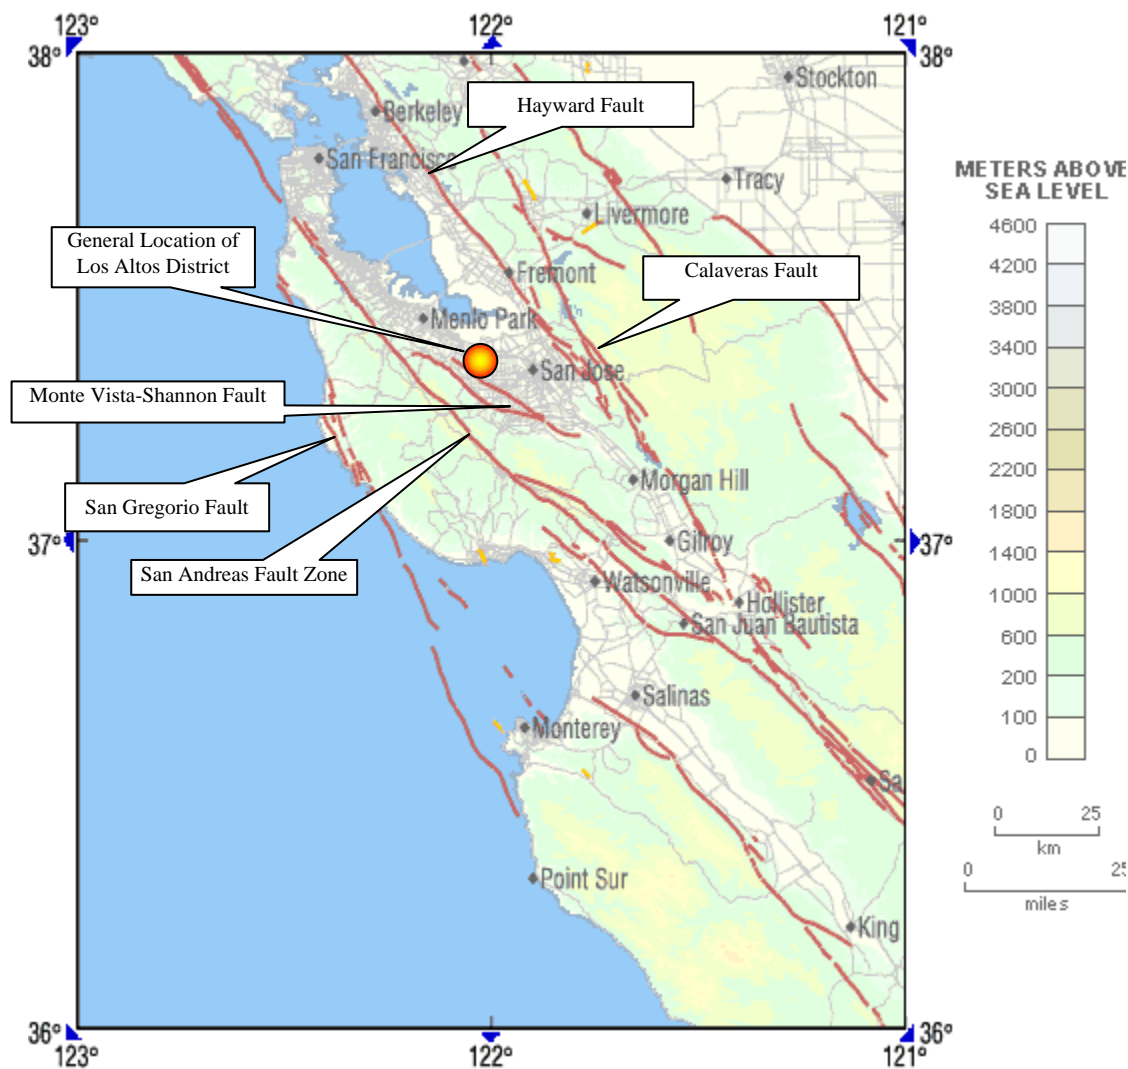 123°
122°
121°
38°
38°
Stockton
Hayward Fault
Berkeley
San Francisco
Tracy
METERS ABOVE
SEA LEVEL
Livermore
4600
General Location of
Los Altos District
Fremont
Calaveras Fault
4200
3800
Menlo Park
3400
San Jose
3000
Monte Vista-Shannon Fault
2600
2200
Morgan Hill
San Gregorio Fault
1800
37°
37°
Gilroy
1400
San Andreas Fault Zone
Watsonville
1000
Hollister
San Juan Bautista
600
200
Salinas
100
Monterey
0
Sa
0 25
km
0 25
miles
Point Sur
King
36°
36°
123°
122°
121°